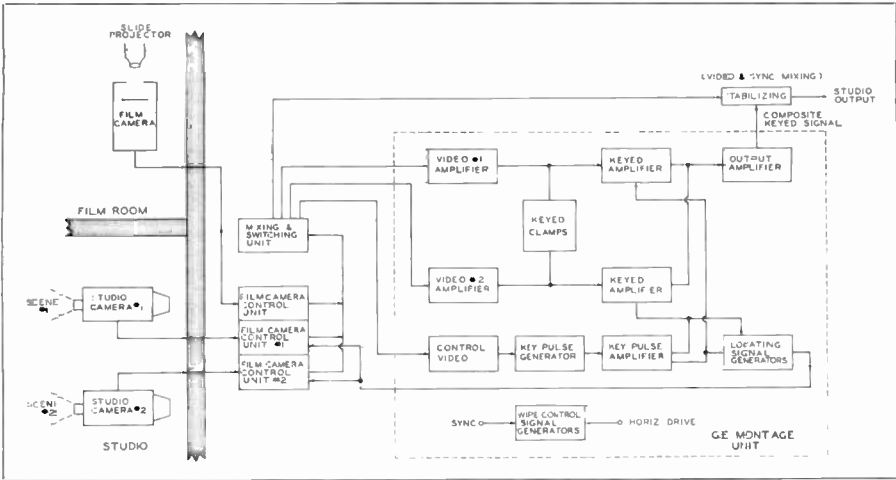 SLIDE
PROJECTOR
FILM
CAMERA
FILM ROOM
SCENE
#1
STUDIO
CAMERA #1
SCENE
#2
STUDIO
CAMERA #2
STUDIO
MIXING &
SWITCHING
UNIT
FILM CAMERA
CONTROL
UNIT
FILM CAMERA
CONTROL
UNIT #1
FILM CAMERA
CONTROL
UNIT #2
(VIDEO & SYNC MIXING)
STABILIZING
STUDIO
OUTPUT
COMPOSITE
KEYED SIGNAL
VIDEO #1
AMPLIFIER
KEYED
AMPLIFIER
OUTPUT
AMPLIFIER
KEYED
CLAMPS
VIDEO #2
AMPLIFIER
KEYED
AMPLIFIER
CONTROL
VIDEO
KEY PULSE
GENERATOR
KEY PULSE
AMPLIFIER
LOCATING
SIGNAL
GENERATORS
SYNC
WIPE CONTROL
SIGNAL
GENERATORS
HORIZ DRIVE
G.E MONTAGE
UNIT